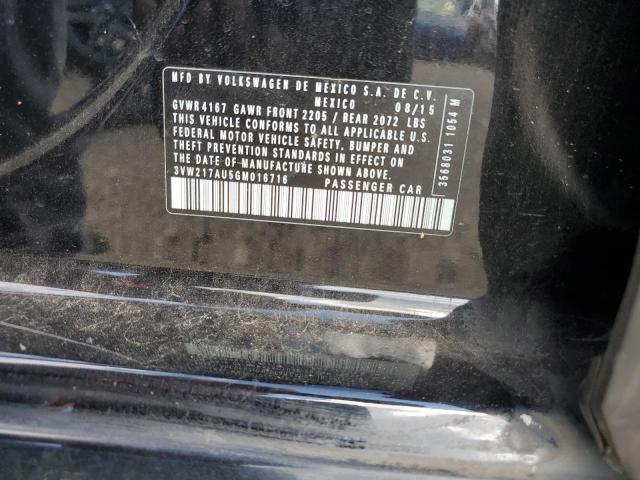 MFD BY VOLKSWAGEN DE MEXICO S.A. DE C.V.
MEXICO 08/15
GVWR 4167 GAWR FRONT 2205 / REAR 2072 LBS
THIS VEHICLE CONFORMS TO ALL APPLICABLE U.S.
FEDERAL MOTOR VEHICLE SAFETY, BUMPER AND
THEFT PREVENTION STANDARDS IN EFFECT ON
THE DATE OF MANUFACTURE SHOWN ABOVE.
3VW217AU5GM016716 PASSENGER CAR
3568031 1054 M